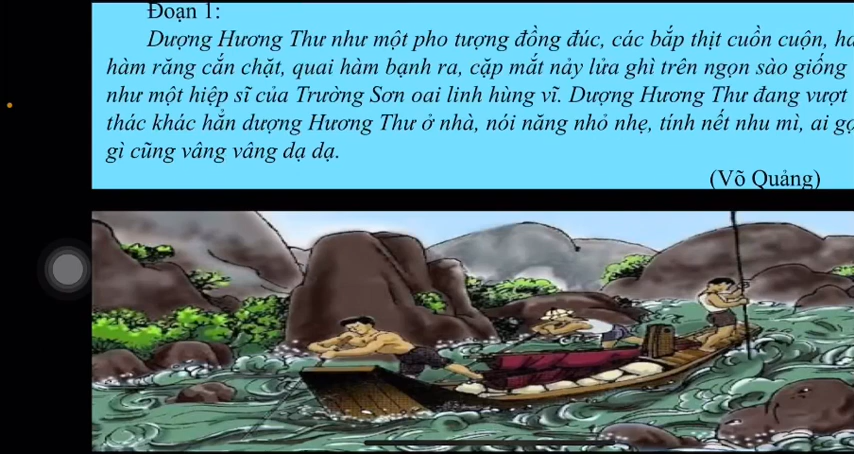 Đoạn 1:
Dượng Hương Thư như một pho tượng đồng đúc, các bắp thịt cuồn cuộn,
hàm răng cắn chặt, quai hàm bạnh ra, cặp mắt nảy lửa ghì trên ngọn sào giống
như một hiệp sĩ của Trường Sơn oai linh hùng vĩ. Dượng Hương Thư đang vượt
thác khác hẳn dượng Hương Thư ở nhà, nói năng nhỏ nhẹ, tính nết nhu mì, ai
gì cũng vâng vâng dạ dạ.
(Võ Quảng)